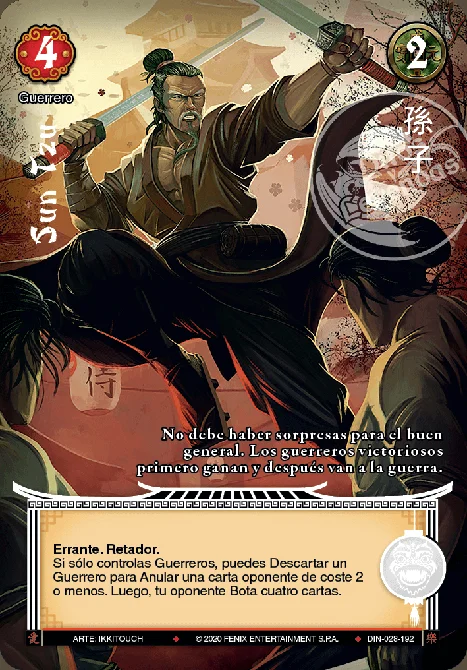 4
2
Guerrero
Sun Tzu
孫子
侍
No debe haber sorpresas para el buen
general. Los guerreros victoriosos
primero ganan y después van a la guerra.
Errante. Retador.
Si sólo controlas Guerreros, puedes Descartar un
Guerrero para Anular una carta oponente de coste 2
o menos. Luego, tu oponente Bota cuatro cartas.
ARTE: IKKITOUCH ◆ © 2020 FENIX ENTERTAINMENT S.P.A. ◆ DIN-028-192